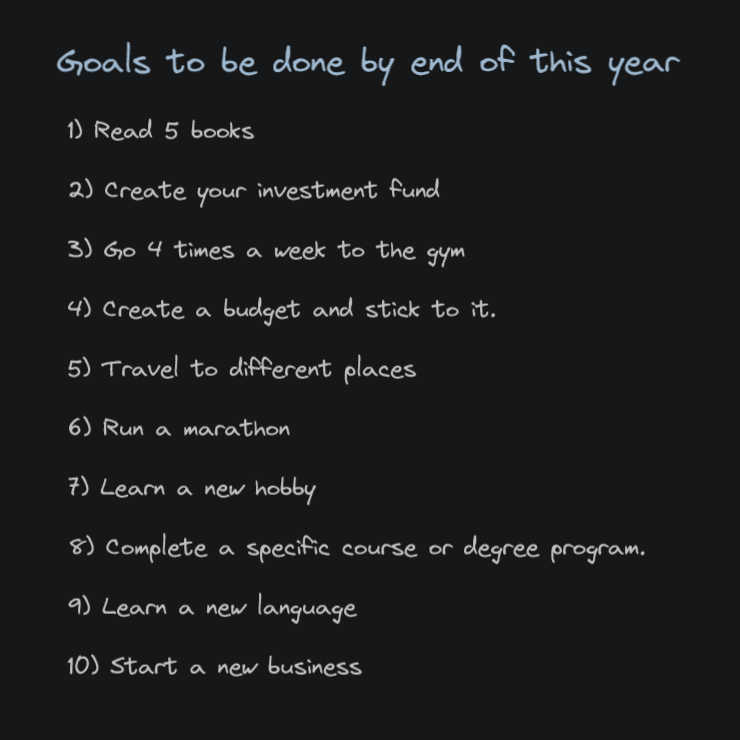 Goals to be done by end of this year
1) Read 5 books
2) Create your investment fund
3) Go 4 times a week to the gym
4) Create a budget and stick to it.
5) Travel to different places
6) Run a marathon
7) Learn a new hobby
8) Complete a specific course or degree program.
9) Learn a new language
10) Start a new business